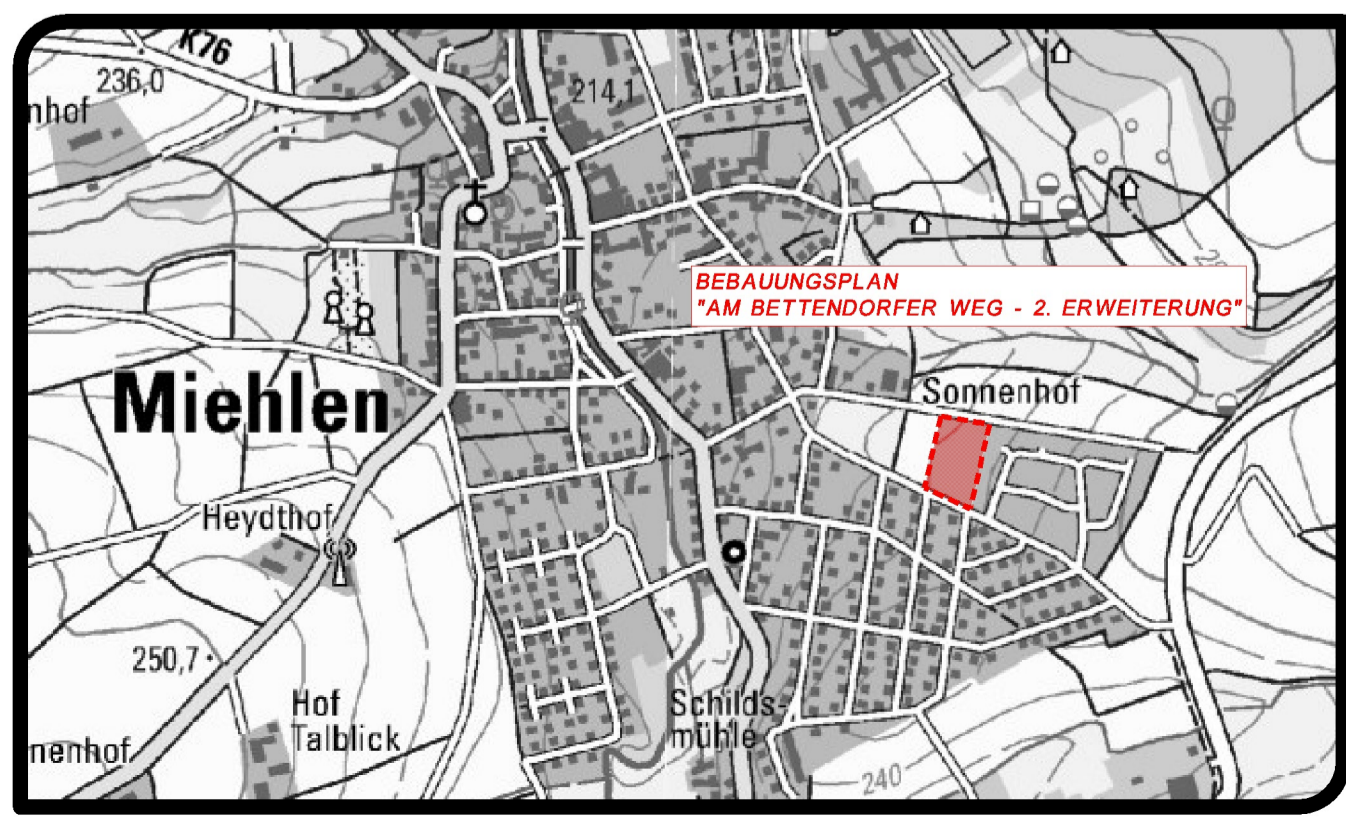 K76
236,0
nhof
214,1
BEBAUUNGSPLAN
"AM BETTENDORFER WEG - 2. ERWEITERUNG"
Miehlen
Sonnenhof
Heydthof
250,7
Hof
Talblick
Schilds-
mühle
nenhof
240